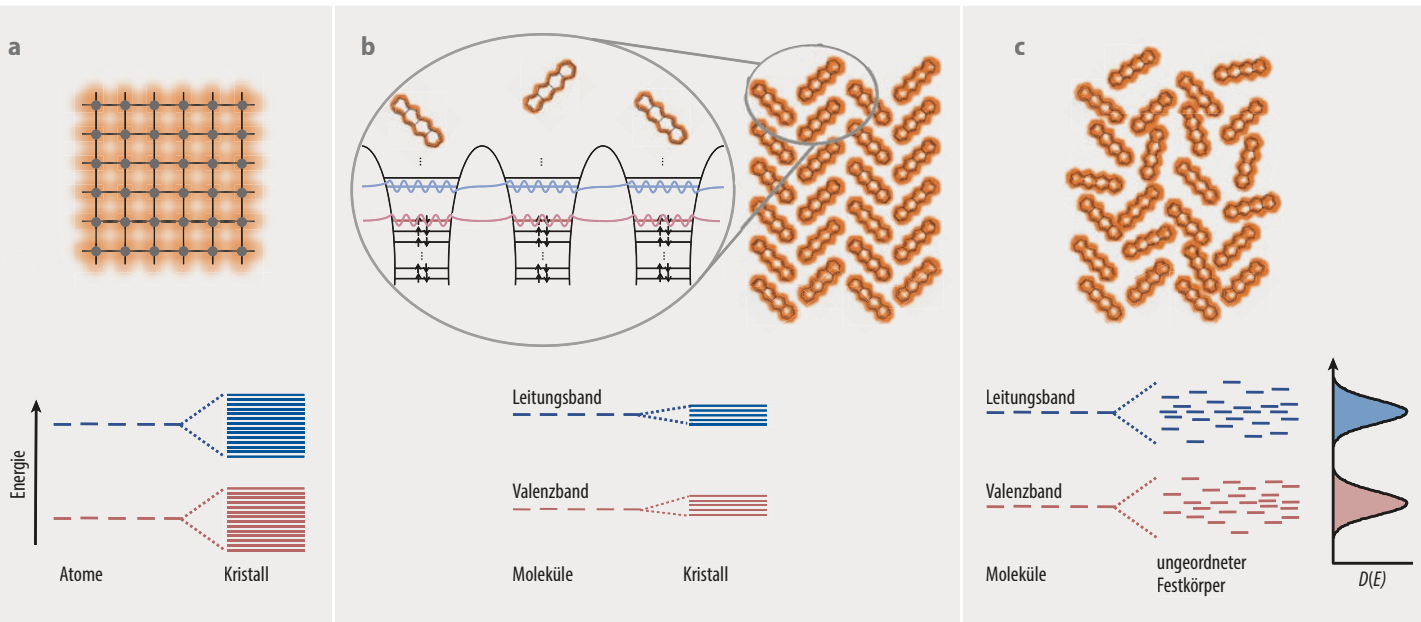 a
Energie
Atome
Kristall
b
Leitungsband
Valenzband
Moleküle
Kristall
c
Leitungsband
Valenzband
Moleküle
ungeordneter
Festkörper
D(E)